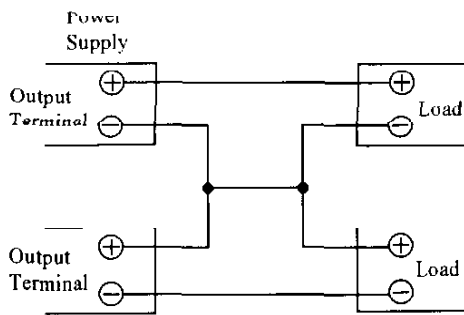 Power
Supply
Output
Terminal
Load
Output
Terminal
Load